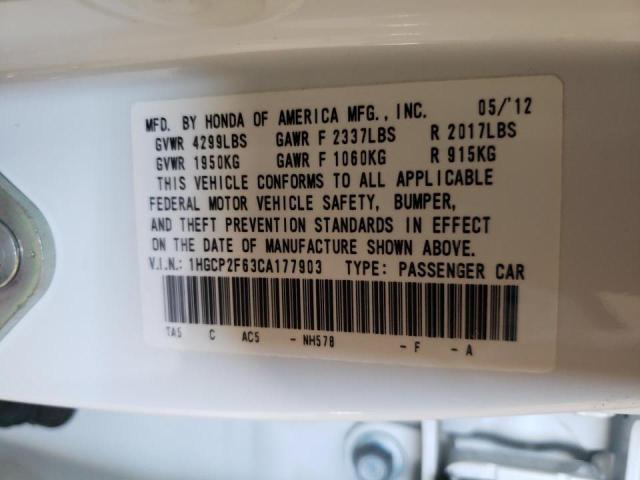 MFD. BY HONDA OF AMERICA MFG., INC. 05/'12
GVWR 4299LBS GAWR F 2337LBS R 2017LBS
GVWR 1950KG GAWR F 1060KG R 915KG
THIS VEHICLE CONFORMS TO ALL APPLICABLE
FEDERAL MOTOR VEHICLE SAFETY, BUMPER,
AND THEFT PREVENTION STANDARDS IN EFFECT
ON THE DATE OF MANUFACTURE SHOWN ABOVE.
V.I.N.: 1HGCP2F63CA177903 TYPE: PASSENGER CAR
TA5 C AC5 - NH578 - F - A